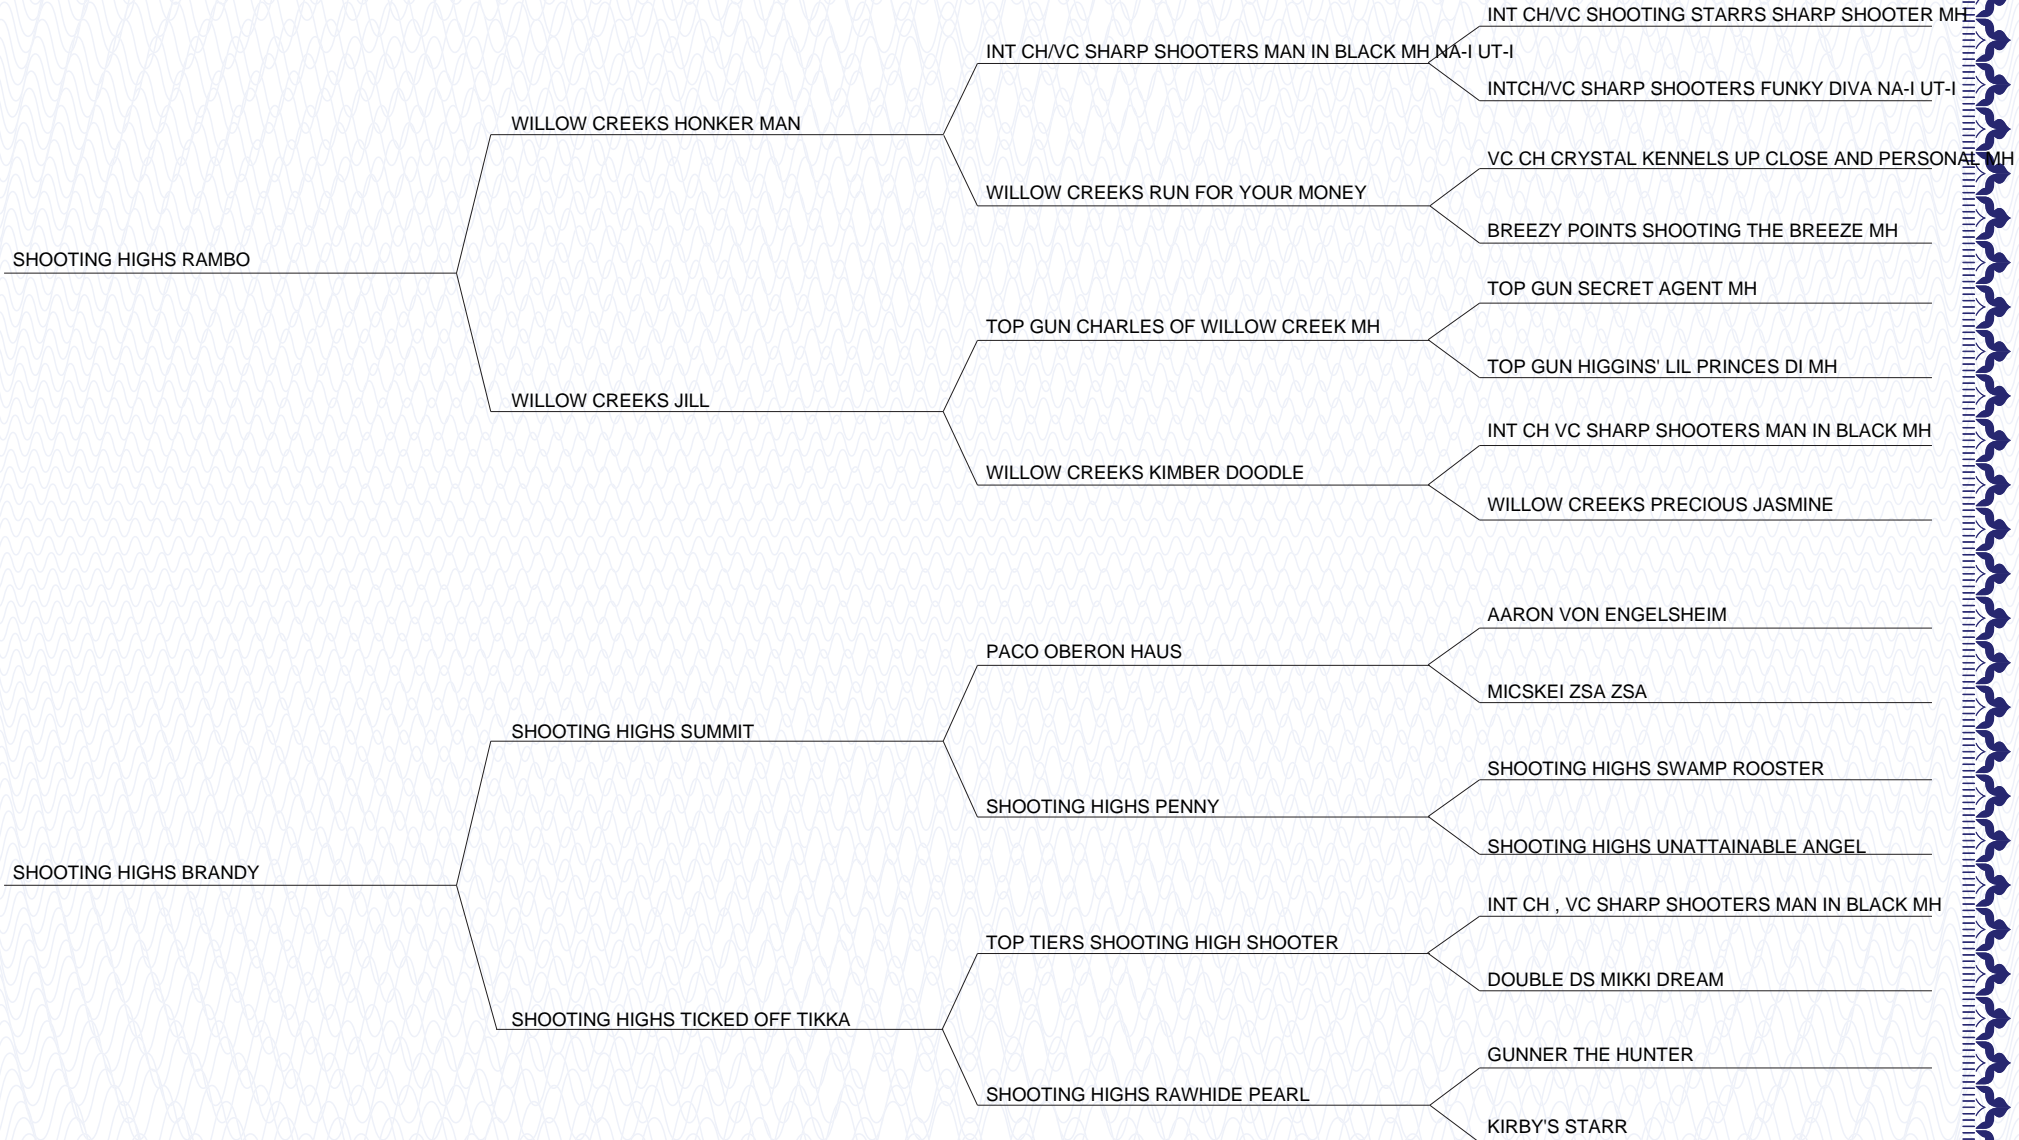 INT CH/VC SHOOTING STARRS SHARP SHOOTER MH
INT CH/VC SHARP SHOOTERS MAN IN BLACK MH NA-I UT-I
INTCH/VC SHARP SHOOTERS FUNKY DIVA NA-I UT-I
WILLOW CREEKS HONKER MAN
VC CH CRYSTAL KENNELS UP CLOSE AND PERSONAL MH
WILLOW CREEKS RUN FOR YOUR MONEY
BREEZY POINTS SHOOTING THE BREEZE MH
SHOOTING HIGHS RAMBO
TOP GUN SECRET AGENT MH
TOP GUN CHARLES OF WILLOW CREEK MH
TOP GUN HIGGINS' LIL PRINCES DI MH
WILLOW CREEKS JILL
INT CH VC SHARP SHOOTERS MAN IN BLACK MH
WILLOW CREEKS KIMBER DOODLE
WILLOW CREEKS PRECIOUS JASMINE
AARON VON ENGELSHEIM
PACO OBERON HAUS
MICSKEI ZSA ZSA
SHOOTING HIGHS SUMMIT
SHOOTING HIGHS SWAMP ROOSTER
SHOOTING HIGHS PENNY
SHOOTING HIGHS UNATTAINABLE ANGEL
SHOOTING HIGHS BRANDY
INT CH , VC SHARP SHOOTERS MAN IN BLACK MH
TOP TIERS SHOOTING HIGH SHOOTER
DOUBLE DS MIKKI DREAM
SHOOTING HIGHS TICKED OFF TIKKA
GUNNER THE HUNTER
SHOOTING HIGHS RAWHIDE PEARL
KIRBY'S STARR